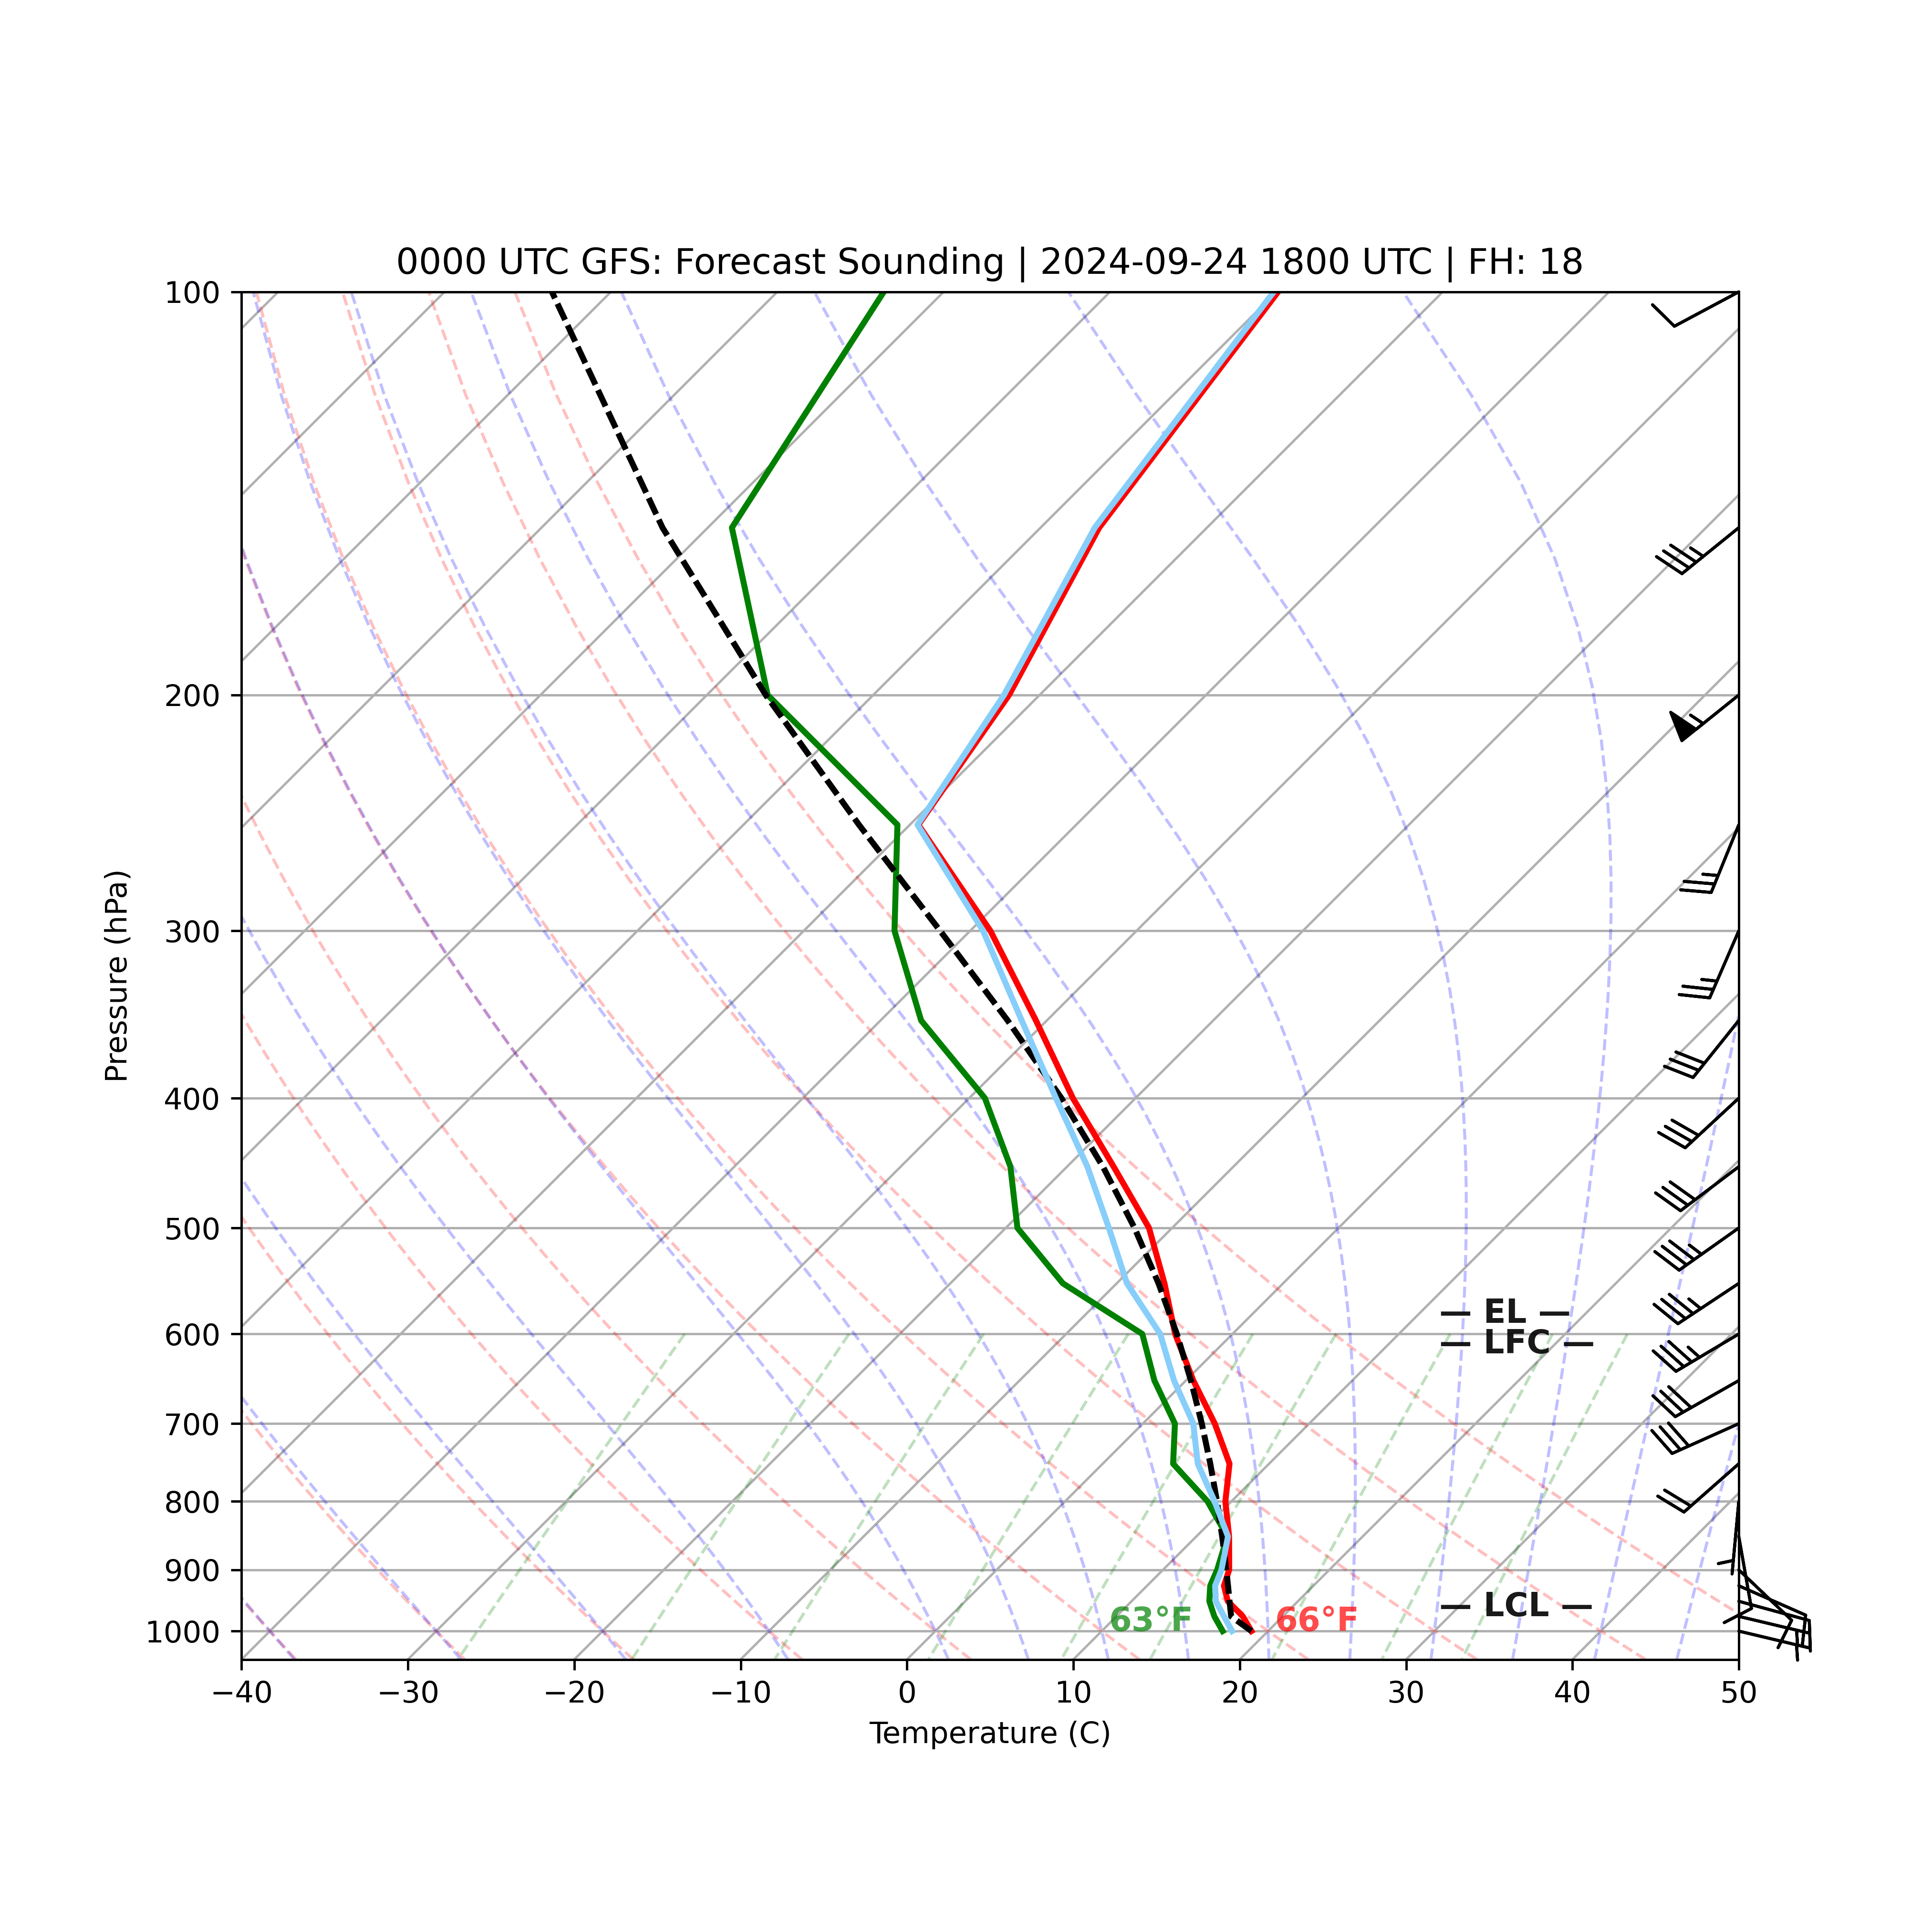 0000 UTC GFS: Forecast Sounding | 2024-09-24 1800 UTC | FH: 18
100
200
300
400
500
600
700
800
900
1000
Pressure (hPa)
— EL —
— LFC —
— LCL —
63°F 66°F
−40 −30 −20 −10 0 10 20 30 40 50
Temperature (C)